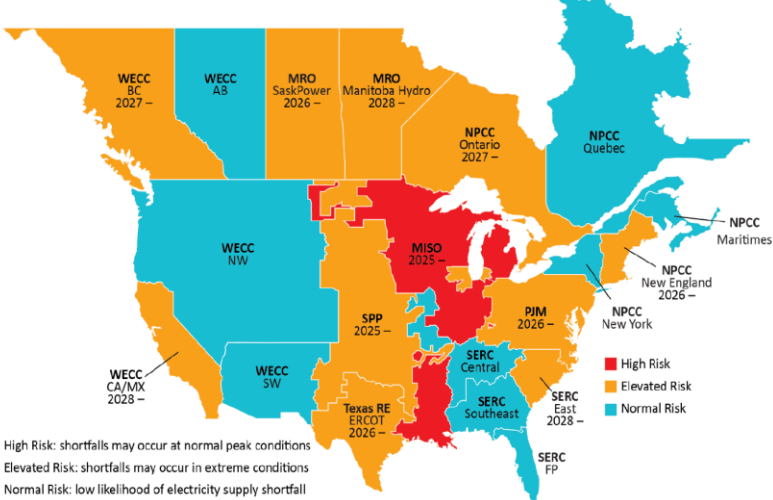 WECC
BC
2027 –
WECC
AB
MRO
SaskPower
2026 –
MRO
Manitoba Hydro
2028 –
NPCC
Ontario
2027 –
NPCC
Quebec
NPCC
Maritimes
WECC
NW
MISO
2025 –
NPCC
New England
2026 –
SPP
2025 –
PJM
2026 –
NPCC
New York
WECC
CA/MX
2028 –
WECC
SW
SERC
Central
High Risk
Elevated Risk
Normal Risk
Texas RE
ERCOT
2026 –
SERC
Southeast
SERC
East
2028 –
SERC
FP
High Risk: shortfalls may occur at normal peak conditions
Elevated Risk: shortfalls may occur in extreme conditions
Normal Risk: low likelihood of electricity supply shortfall